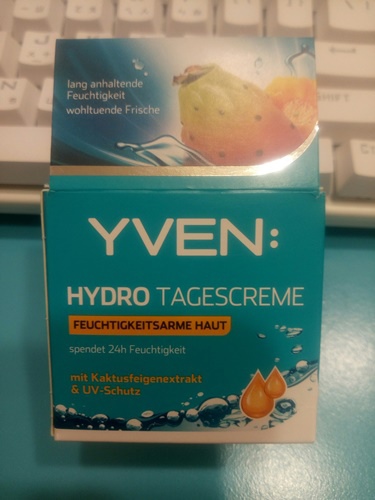 lang anhaltende
Feuchtigkeit
wohltuende Frische
YVEN:
HYDRO TAGESCREME
FEUCHTIGKEITSARME HAUT
spendet 24h Feuchtigkeit
mit Kaktusfeigenextrakt
& UV-Schutz